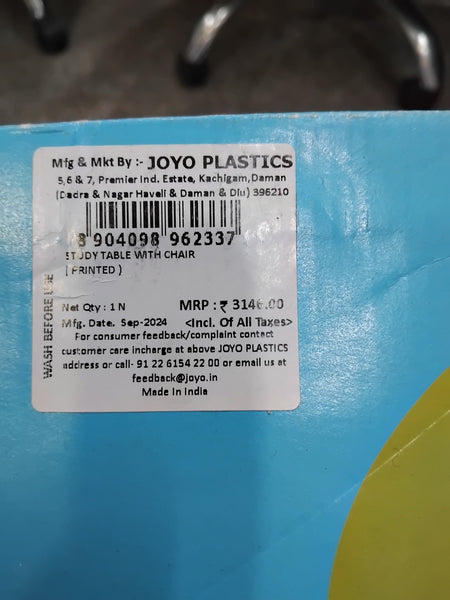 Mfg & Mkt By :- JOYO PLASTICS
5,6 & 7, Premier Ind. Estate, Kachigam,Daman
(Dadra & Nagar Haveli & Daman & Diu) 396210
8 904098 962337
STUDY TABLE WITH CHAIR
( PRINTED )
WASH BEFORE USE
Net Qty : 1 N MRP : ₹ 3146.00
Mfg. Date. Sep-2024 <Incl. Of All Taxes>
For consumer feedback/complaint contact
customer care incharge at above JOYO PLASTICS
address or call- 91 22 6154 22 00 or email us at
feedback@joyo.in
Made In India